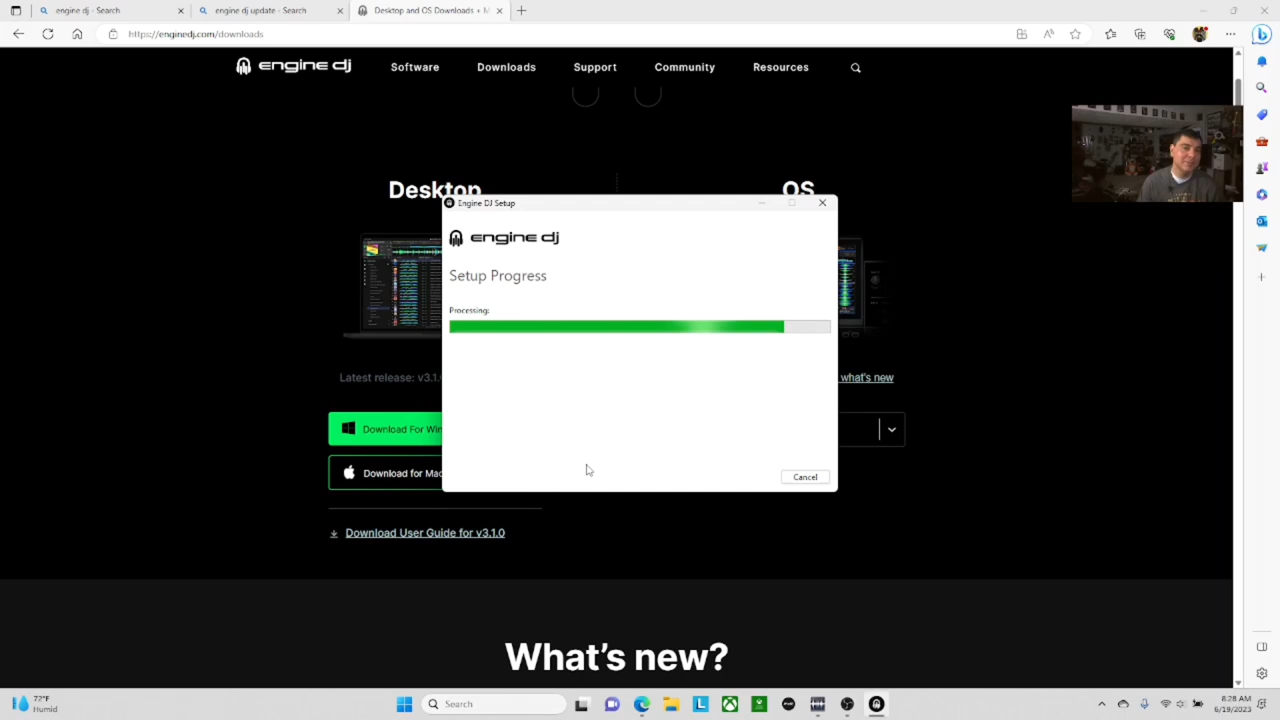 engine dj - Search
engine dj update - Search
Desktop and OS Downloads + M
https://enginedj.com/downloads
engine dj
Software
Downloads
Support
Community
Resources
Desktop
OS
Engine DJ Setup
engine dj
Setup Progress
Processing:
Cancel
Latest release: v3.1.
what's new
Download For Win
Download for Mac
Download User Guide for v3.1.0
What's new?
72°F
Humid
Search
8:28 AM
6/19/2023